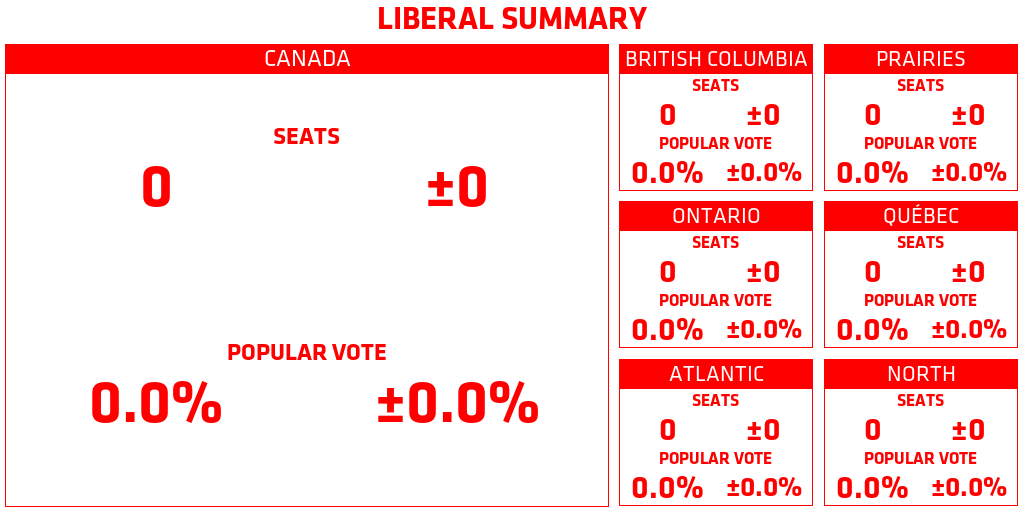 LIBERAL SUMMARY
CANADA
SEATS
0 ±0
POPULAR VOTE
0.0% ±0.0%
BRITISH COLUMBIA
SEATS
0 ±0
POPULAR VOTE
0.0% ±0.0%
PRAIRIES
SEATS
0 ±0
POPULAR VOTE
0.0% ±0.0%
ONTARIO
SEATS
0 ±0
POPULAR VOTE
0.0% ±0.0%
QUÉBEC
SEATS
0 ±0
POPULAR VOTE
0.0% ±0.0%
ATLANTIC
SEATS
0 ±0
POPULAR VOTE
0.0% ±0.0%
NORTH
SEATS
0 ±0
POPULAR VOTE
0.0% ±0.0%